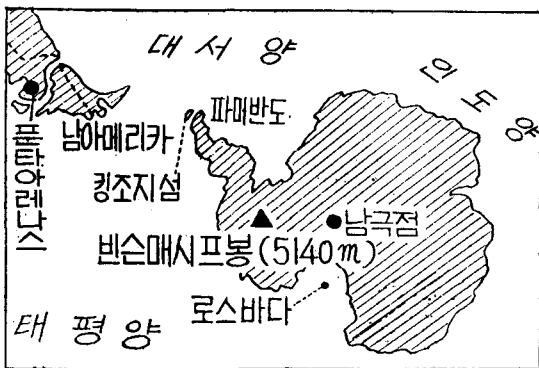 대서양
인도양
파머반도
남아메리카
푼타아레나스
킹조지섬
남극점
빈슨매시프봉(5140m)
로스바다
태평양